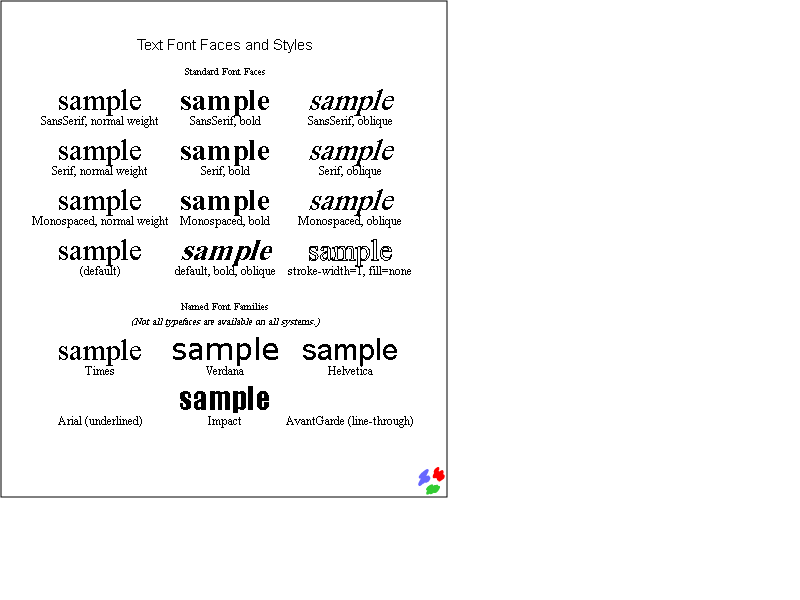 Text Font Faces and Styles
Standard Font Faces
sample sample sample
SansSerif, normal weight SansSerif, bold SansSerif, oblique
sample sample sample
Serif, normal weight Serif, bold Serif, oblique
sample sample sample
Monospaced, normal weight Monospaced, bold Monospaced, oblique
sample sample sample
(default) default, bold, oblique stroke-width=1, fill=none
Named Font Families
(Not all typefaces are available on all systems.)
sample sample sample
Times Verdana Helvetica
sample
Arial (underlined) Impact AvantGarde (line-through)